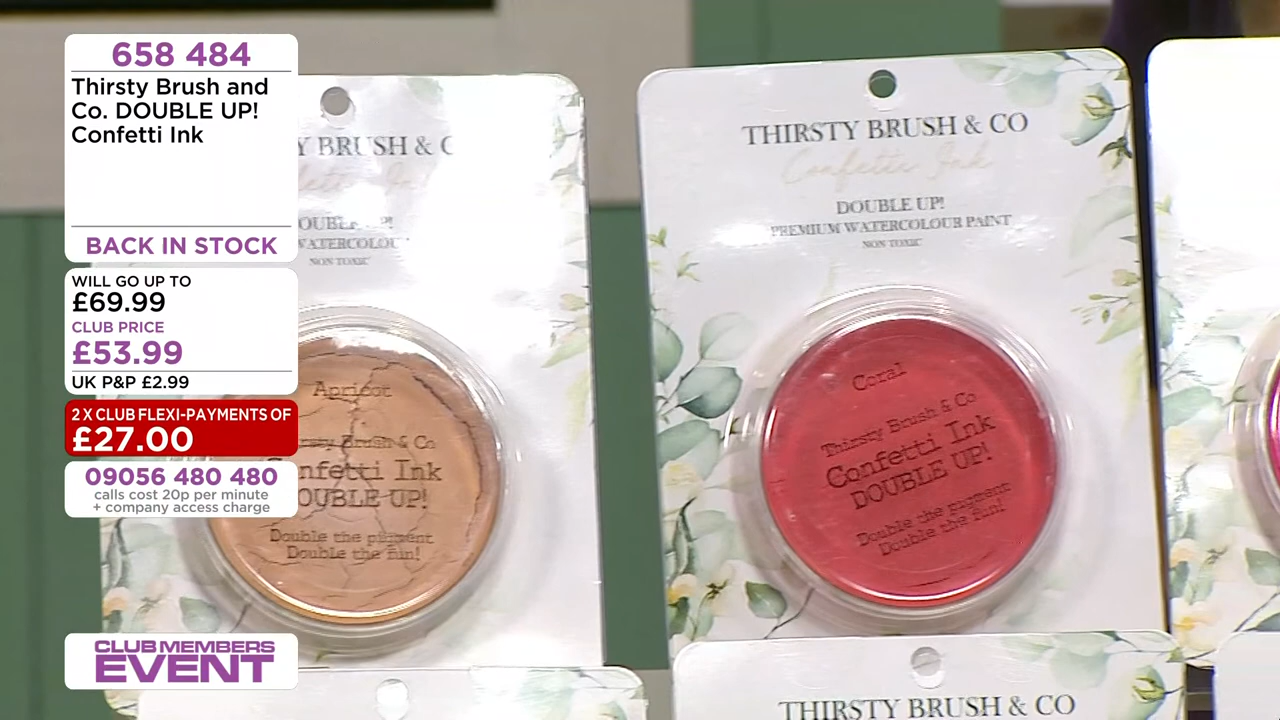 658 484
Thirsty Brush and
Co. DOUBLE UP!
Confetti Ink
BACK IN STOCK
WILL GO UP TO
£69.99
CLUB PRICE
£53.99
UK P&P £2.99
2 X CLUB FLEXI-PAYMENTS OF
£27.00
09056 480 480
calls cost 20p per minute
+ company access charge
CLUB MEMBERS
EVENT
BRUSH &
NON TOXIC
Apricot
Brush & Co
Ink
UP!
Double the pigment
Double the fun!
THIRSTY BRUSH & CO
Confetti Ink
DOUBLE UP!
PREMIUM WATERCOLOUR PAINT
NON TOXIC
Coral
Thirsty Brush & Co
Confetti Ink
DOUBLE UP!
Double the pigment
Double the fun!
THIRSTY BRUSH & CO